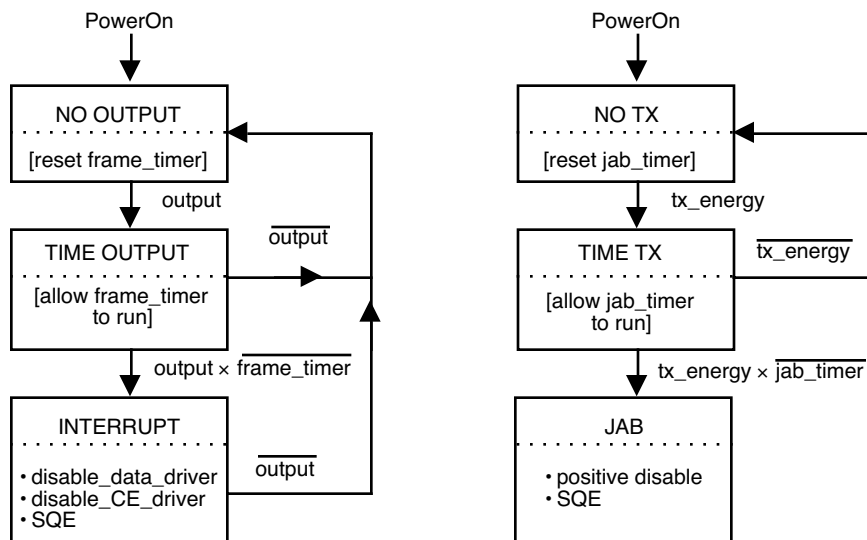 PowerOn
NO OUTPUT
[reset frame_timer]
output
TIME OUTPUT
output
[allow frame_timer
to run]
output × frame_timer
INTERRUPT
• disable_data_driver
• disable_CE_driver
• SQE
output
PowerOn
NO TX
[reset jab_timer]
tx_energy
TIME TX
tx_energy
[allow jab_timer
to run]
tx_energy × jab_timer
JAB
• positive disable
• SQE